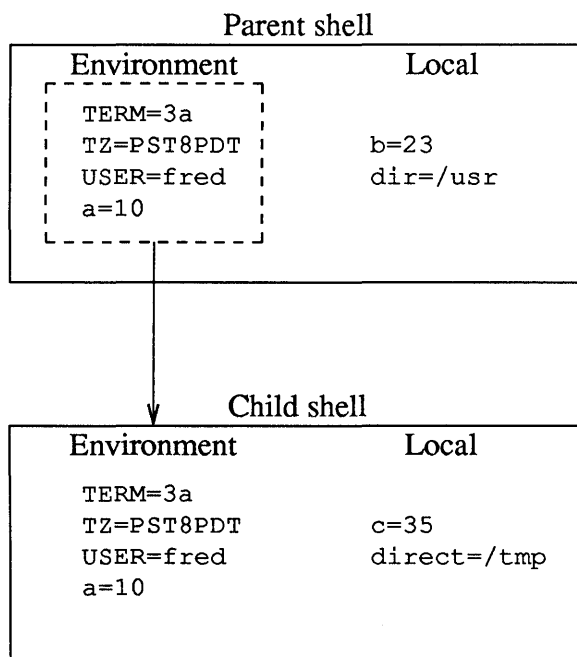 Parent shell
Environment Local
TERM=3a
TZ=PST8PDT b=23
USER=fred dir=/usr
a=10
Child shell
Environment Local
TERM=3a
TZ=PST8PDT c=35
USER=fred direct=/tmp
a=10